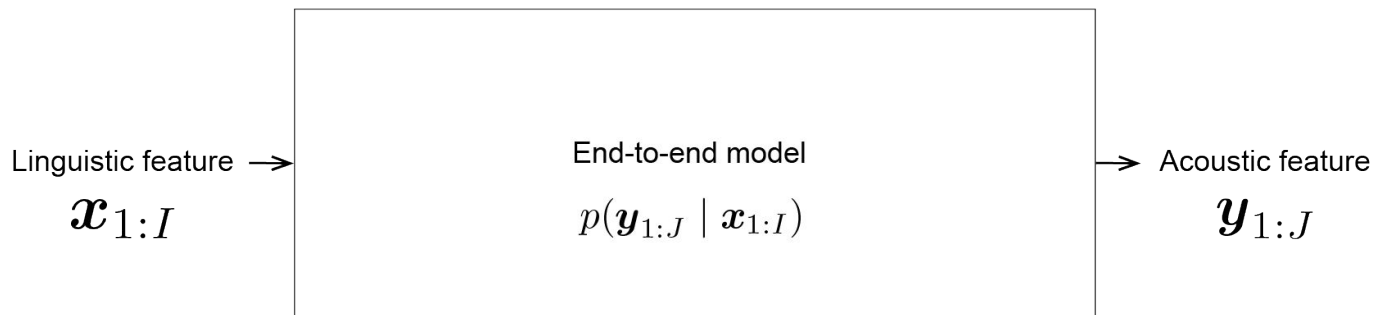 Linguistic feature
x1:I
End-to-end model
p(y1:J | x1:I)
Acoustic feature
y1:J